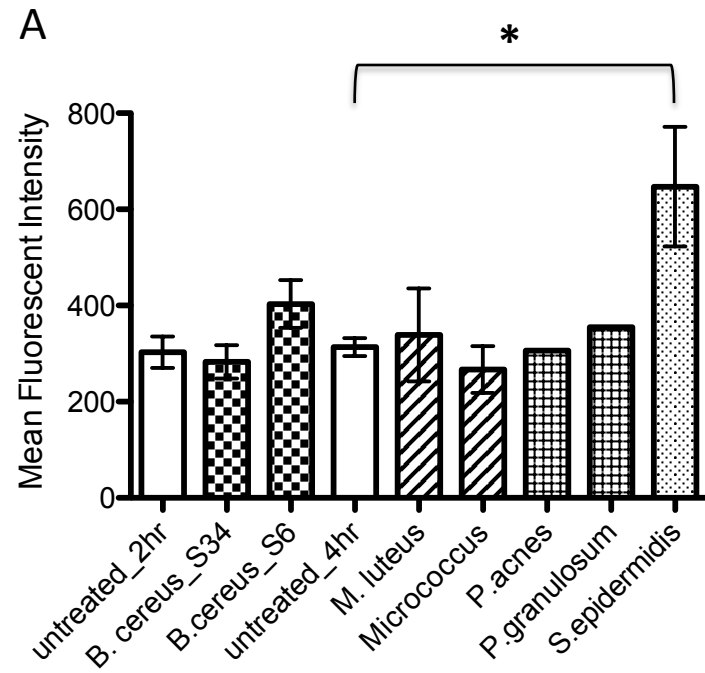 A
*
Mean Fluorescent Intensity
800
600
400
200
0
untreated_2hr
B. cereus_S34
B.cereus_S6
untreated_4hr
M. luteus
Micrococcus
P.acnes
P.granulosum
S.epidermidis